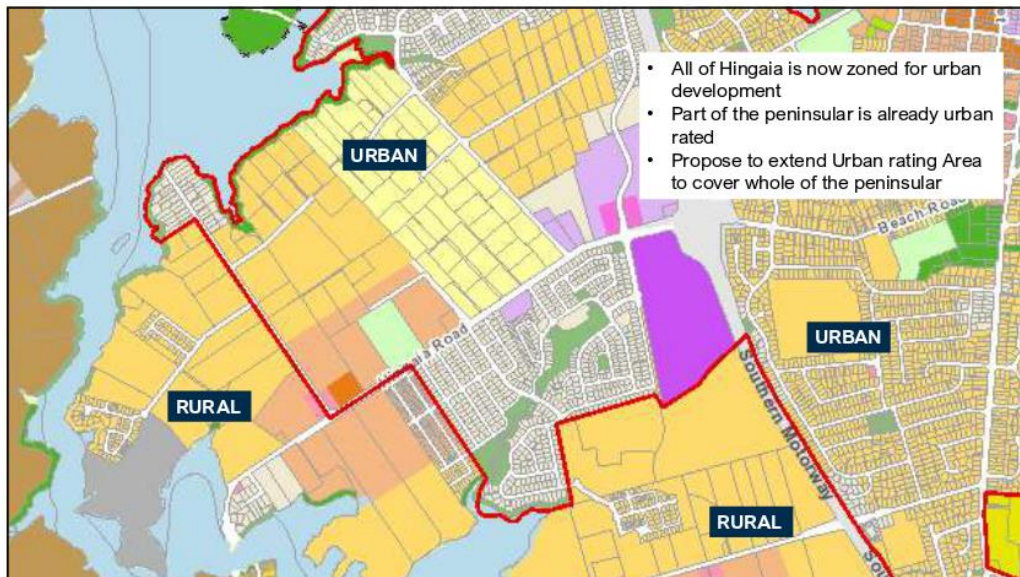 • All of Hingaia is now zoned for urban
development
• Part of the peninsular is already urban
rated
• Propose to extend Urban rating Area
to cover whole of the peninsular
URBAN
Beach Road
Road
URBAN
RURAL
Southern Motorway
RURAL